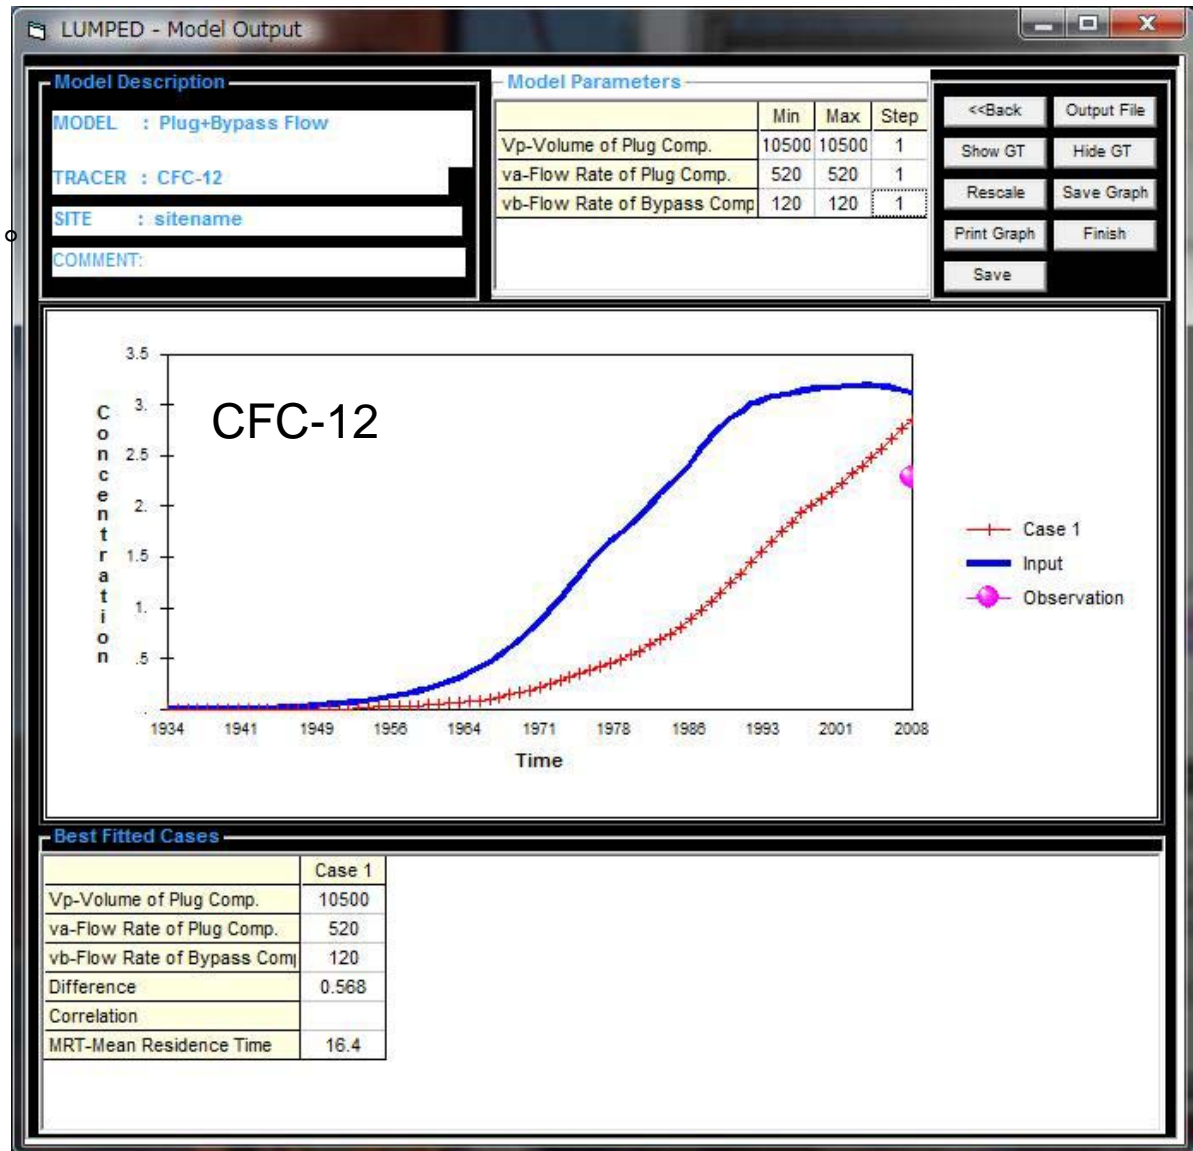 LUMPED - Model Output
Model Description
MODEL : Plug+Bypass Flow
TRACER : CFC-12
SITE : sitename
COMMENT:
Model Parameters
Min Max Step
Vp-Volume of Plug Comp. 10500 10500 1
va-Flow Rate of Plug Comp. 520 520 1
vb-Flow Rate of Bypass Comp 120 120 1
<<Back Output File
Show GT Hide GT
Rescale Save Graph
Print Graph Finish
Save
CFC-12
Concentration
3.5
3.
2.5
2.
1.5
1.
.5
.
1934 1941 1949 1956 1964 1971 1978 1986 1993 2001 2008
Time
Case 1
Input
Observation
Best Fitted Cases
Case 1
Vp-Volume of Plug Comp. 10500
va-Flow Rate of Plug Comp. 520
vb-Flow Rate of Bypass Com 120
Difference 0.568
Correlation
MRT-Mean Residence Time 16.4